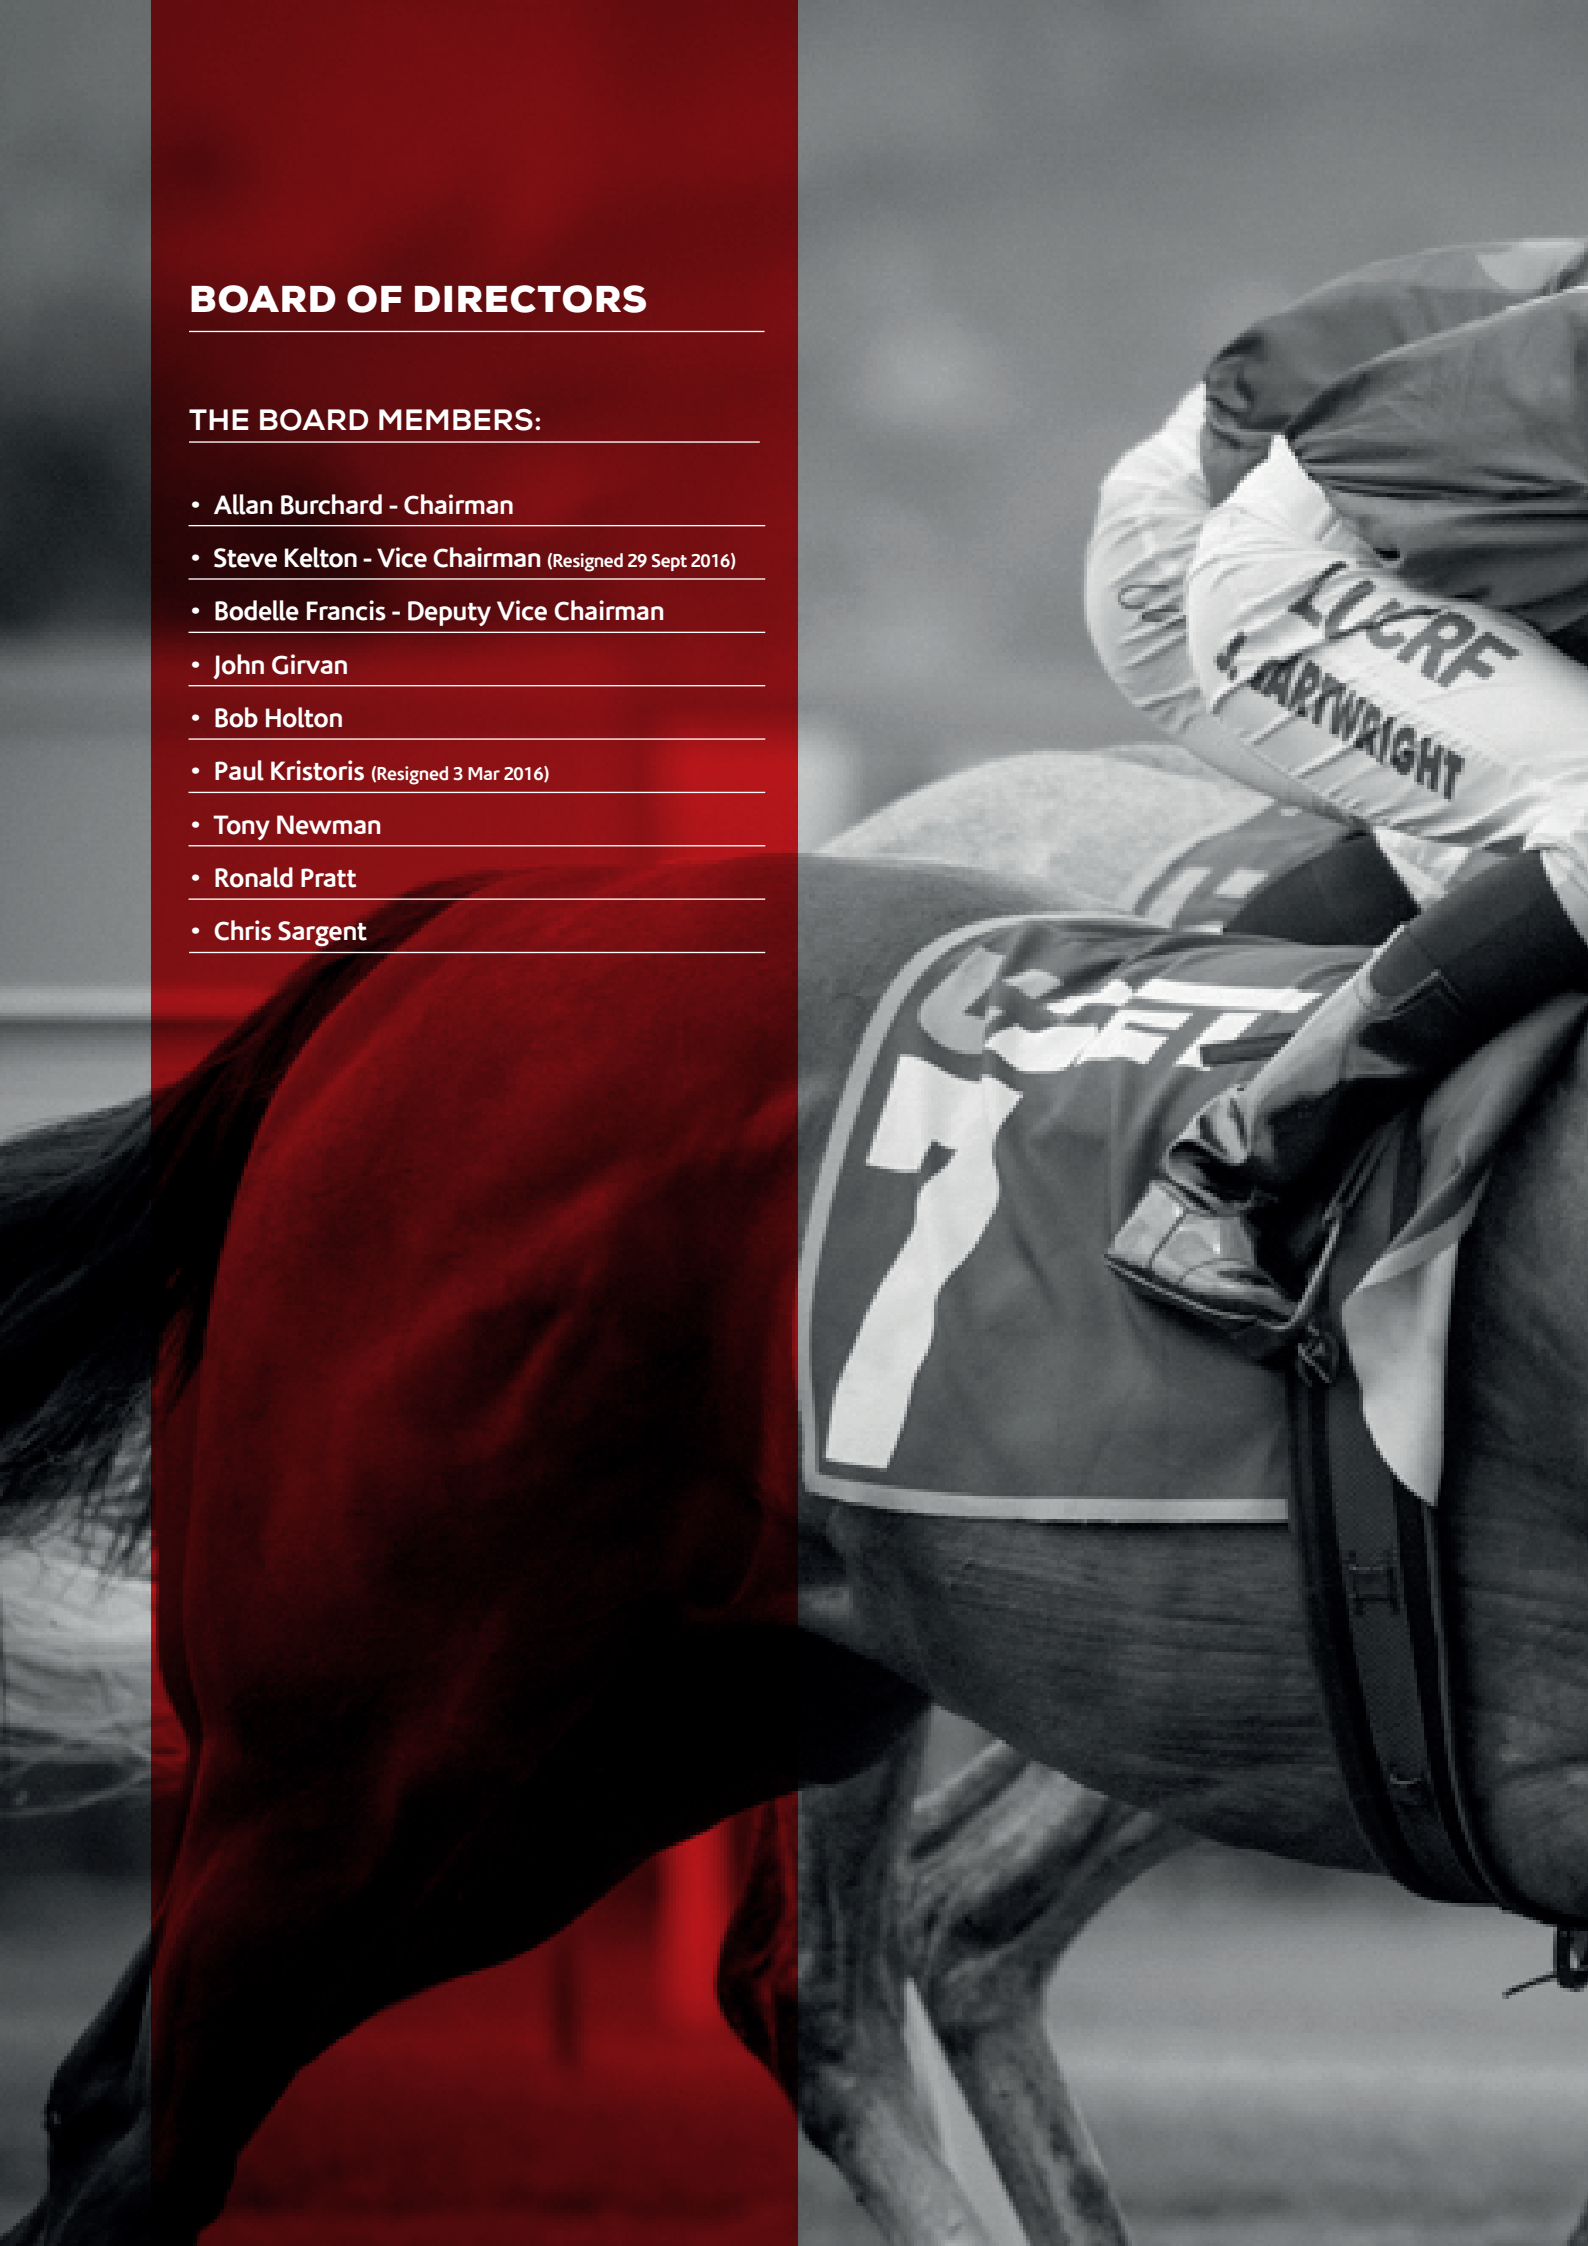 BOARD OF DIRECTORS
THE BOARD MEMBERS:
• Allan Burchard - Chairman
• Steve Kelton - Vice Chairman (Resigned 29 Sept 2016)
• Bodelle Francis - Deputy Vice Chairman
• John Girvan
• Bob Holton
• Paul Kristoris (Resigned 3 Mar 2016)
• Tony Newman
• Ronald Pratt
• Chris Sargent
LUCRF
7